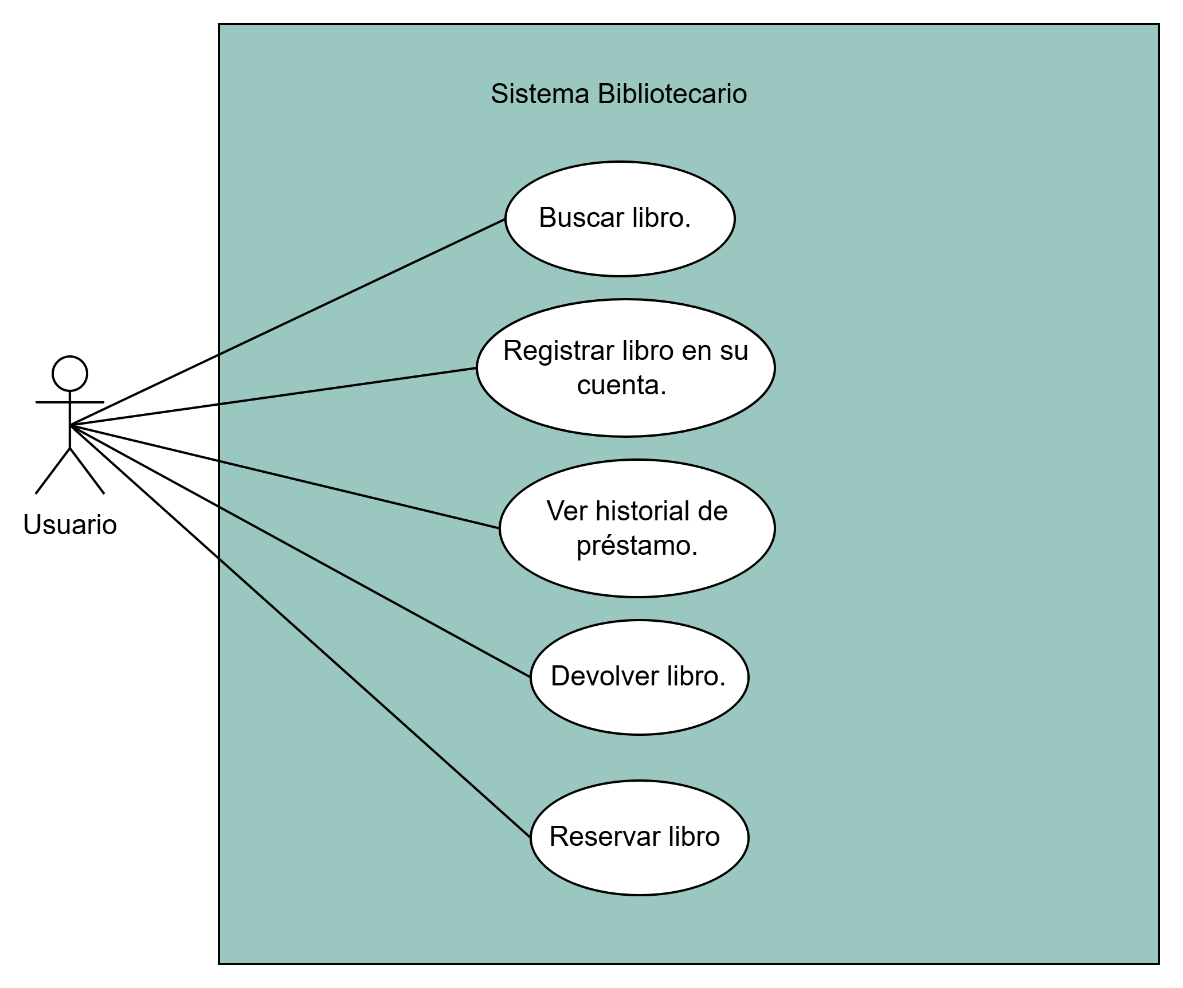 Sistema Bibliotecario
Buscar libro.
Registrar libro en su
cuenta.
Ver historial de
préstamo.
Usuario
Devolver libro.
Reservar libro